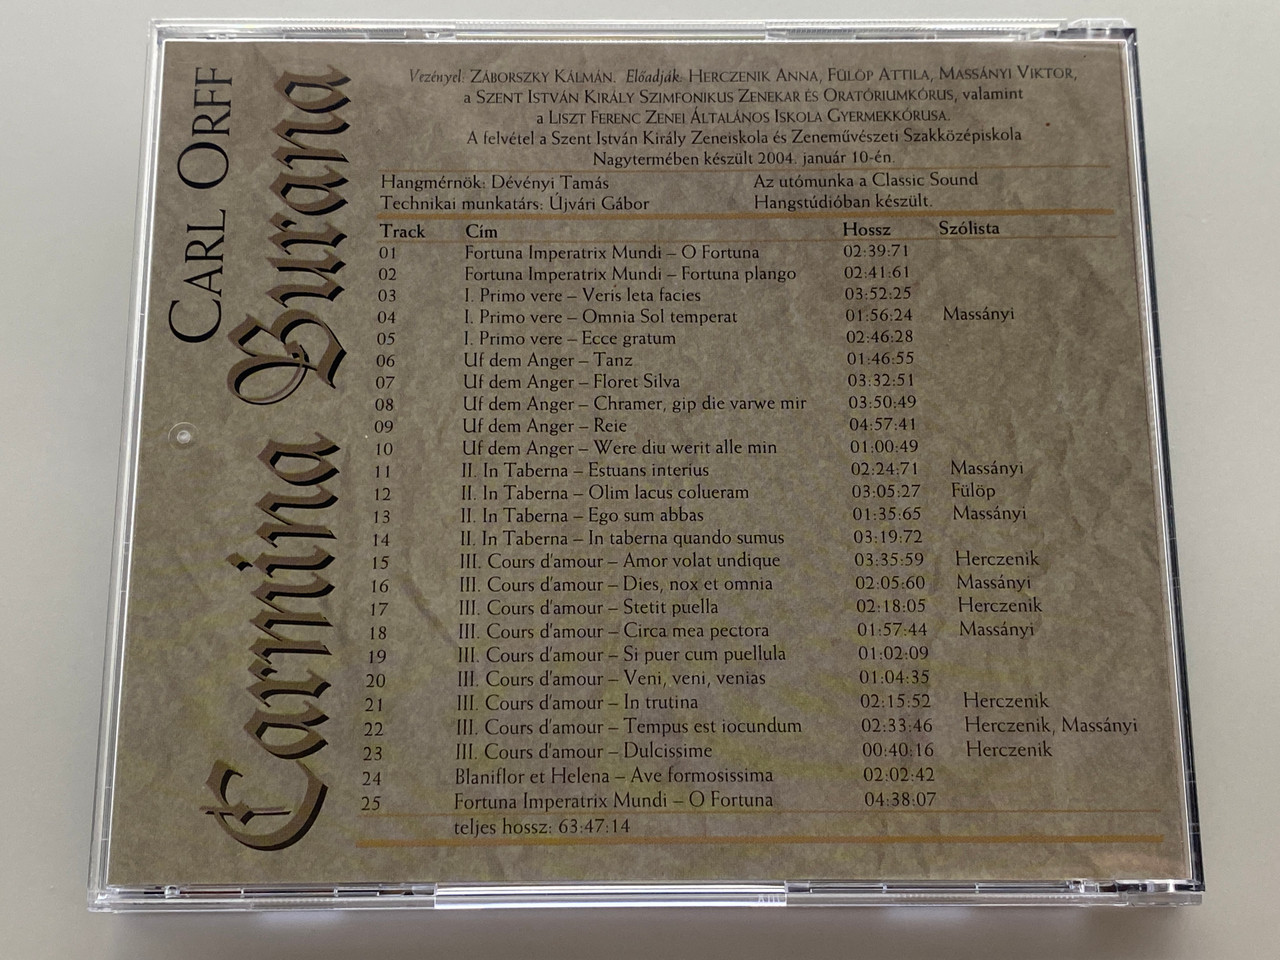 CARL ORFF
Carmina Burana
Vezényel: ZÁBORSZKY KÁLMÁN. Előadják: HERCZENIK ANNA, FÜLÖP ATTILA, MASSÁNYI VIKTOR,
a SZENT ISTVÁN KIRÁLY SZIMFONIKUS ZENEKAR ÉS ORATÓRIUMKÓRUS, valamint
a LISZT FERENC ZENEI ÁLTALÁNOS ISKOLA GYERMEKKÓRUSA.
A felvétel a Szent István Király Zeneiskola és Zeneművészeti Szakközépiskola
Nagytermében készült 2004. január 10-én.
Hangmérnök: Dévényi Tamás Az utómunka a Classic Sound
Technikai munkatárs: Újvári Gábor Hangstúdióban készült.
Track Cím Hossz Szólista
01 Fortuna Imperatrix Mundi – O Fortuna 02:39:71
02 Fortuna Imperatrix Mundi – Fortuna plango 02:41:61
03 I. Primo vere – Veris leta facies 03:52:25
04 I. Primo vere – Omnia Sol temperat 01:56:24 Massányi
05 I. Primo vere – Ecce gratum 02:46:28
06 Uf dem Anger – Tanz 01:46:55
07 Uf dem Anger – Floret Silva 03:32:51
08 Uf dem Anger – Chramer, gip die varwe mir 03:50:49
09 Uf dem Anger – Reie 04:57:41
10 Uf dem Anger – Were diu werit alle min 01:00:49
11 II. In Taberna – Estuans interius 02:24:71 Massányi
12 II. In Taberna – Olim lacus colueram 03:05:27 Fülöp
13 II. In Taberna – Ego sum abbas 01:35:65 Massányi
14 II. In Taberna – In taberna quando sumus 03:19:72
15 III. Cours d'amour – Amor volat undique 03:35:59 Herczenik
16 III. Cours d'amour – Dies, nox et omnia 02:05:60 Massányi
17 III. Cours d'amour – Stetit puella 02:18:05 Herczenik
18 III. Cours d'amour – Circa mea pectora 01:57:44 Massányi
19 III. Cours d'amour – Si puer cum puellula 01:02:09
20 III. Cours d'amour – Veni, veni, venias 01:04:35
21 III. Cours d'amour – In trutina 02:15:52 Herczenik
22 III. Cours d'amour – Tempus est iocundum 02:33:46 Herczenik, Massányi
23 III. Cours d'amour – Dulcissime 00:40:16 Herczenik
24 Blaniflor et Helena – Ave formosissima 02:02:42
25 Fortuna Imperatrix Mundi – O Fortuna 04:38:07
teljes hossz: 63:47:14